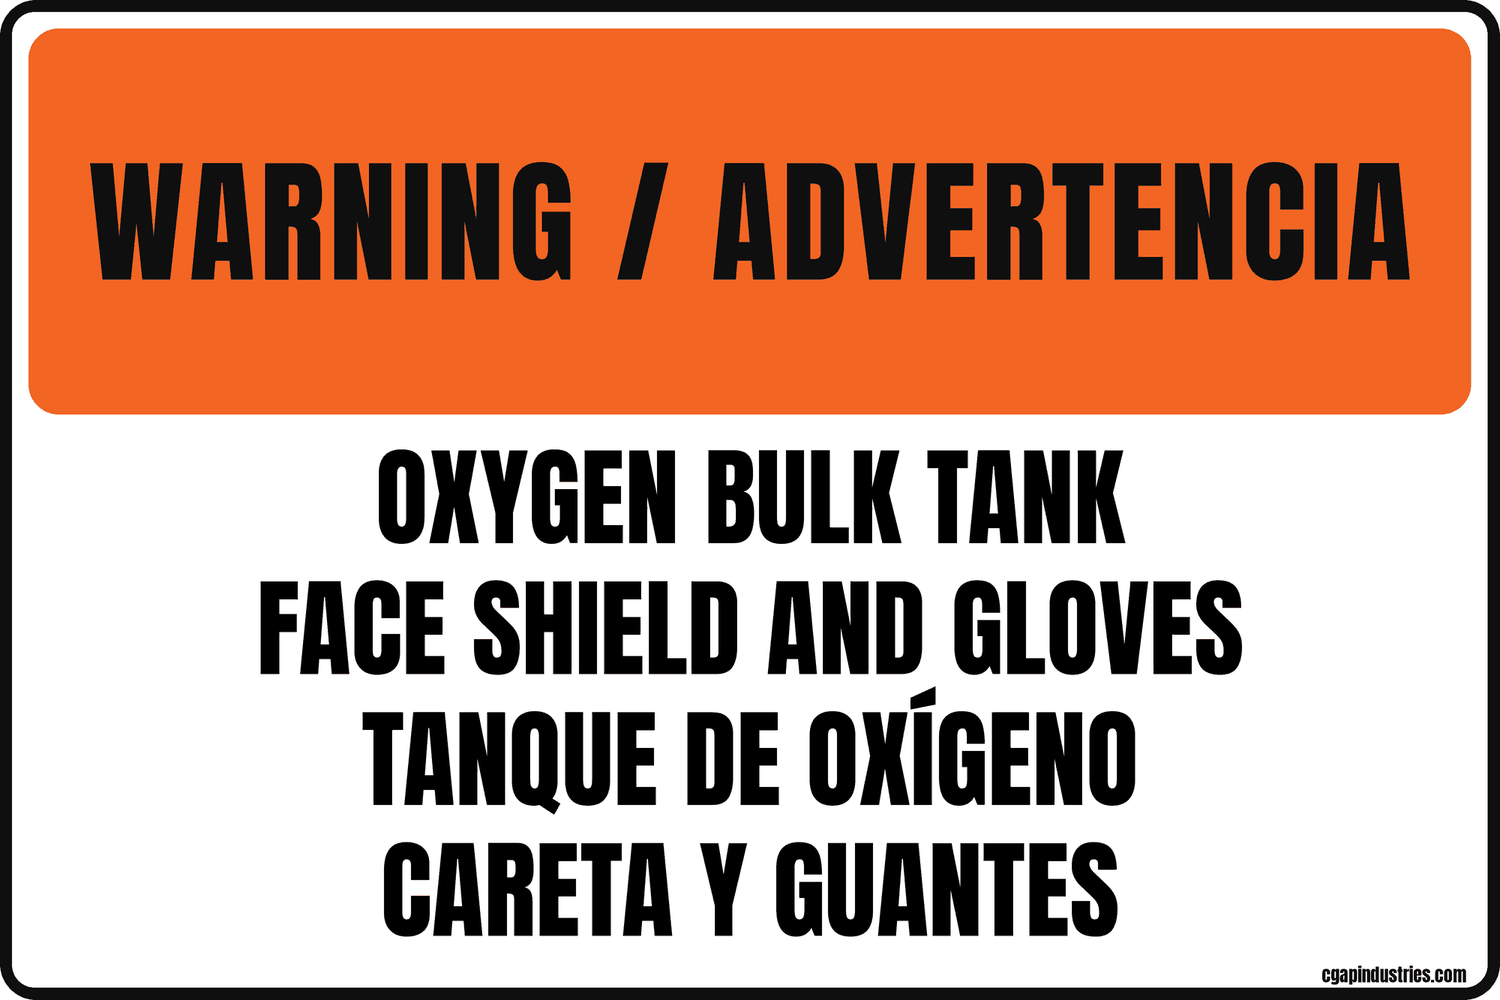 WARNING / ADVERTENCIA
OXYGEN BULK TANK
FACE SHIELD AND GLOVES
TANQUE DE OXÍGENO
CARETA Y GUANTES
cgapindustries.com